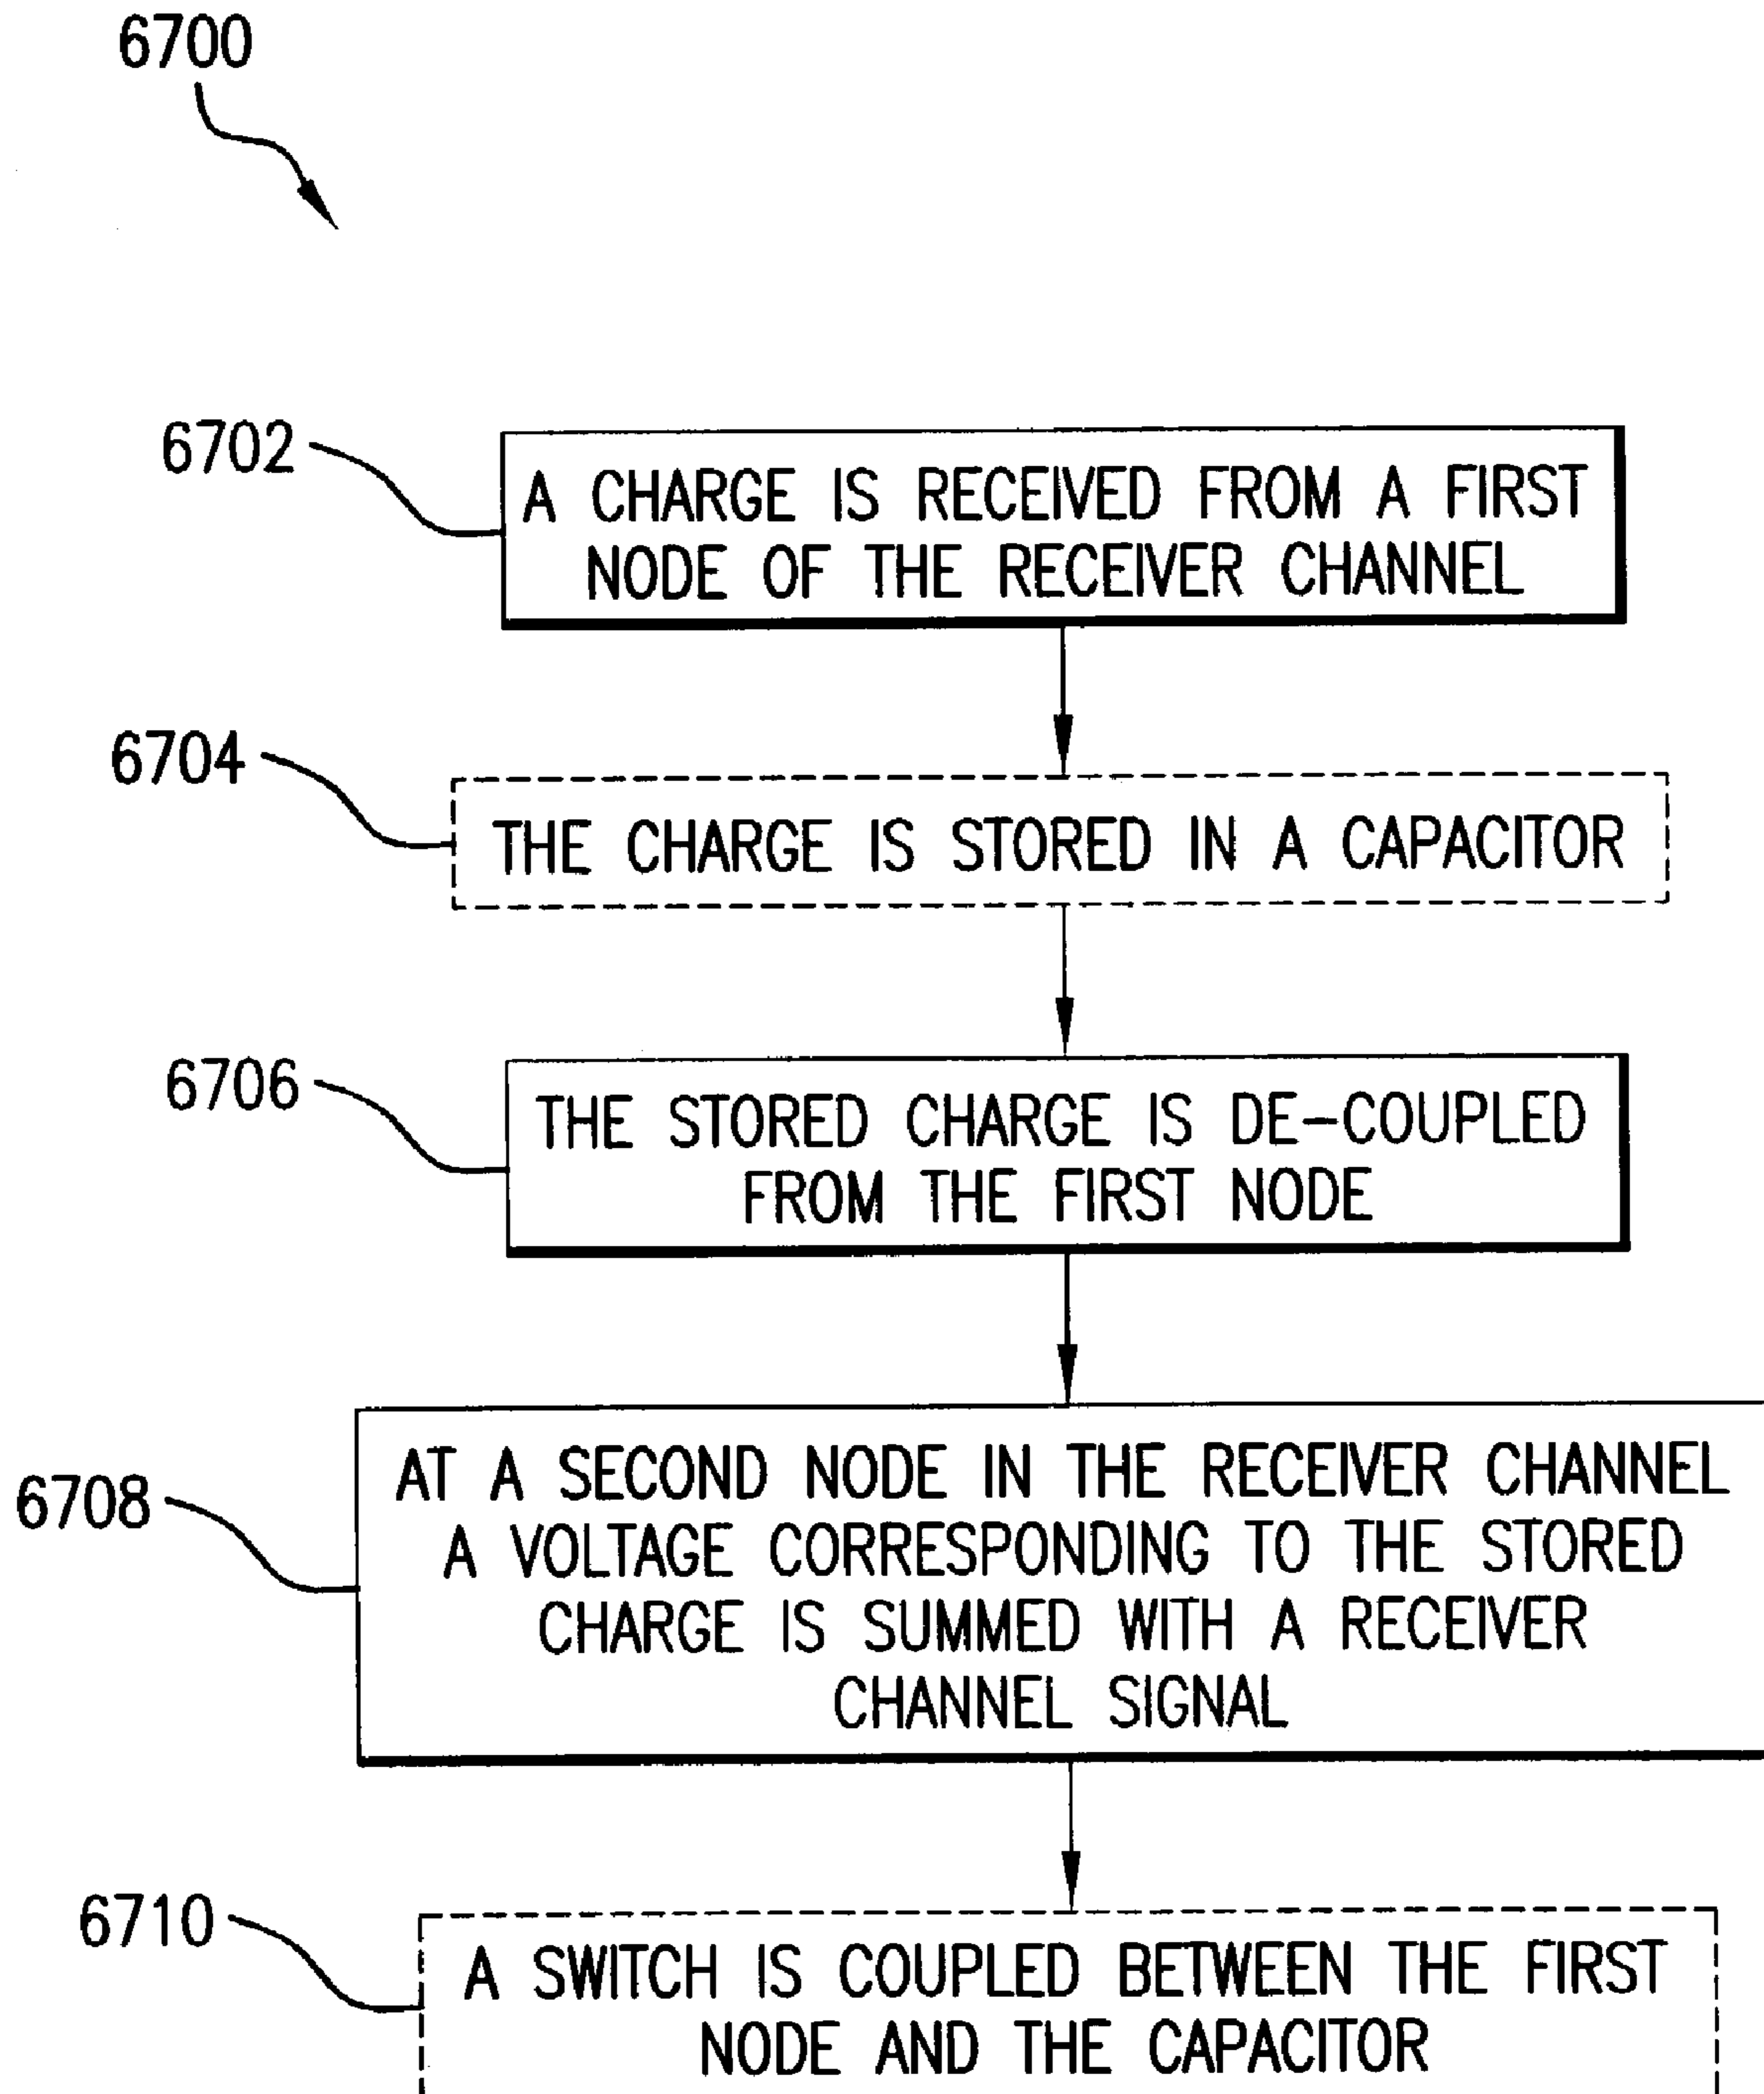 6700
6702
A CHARGE IS RECEIVED FROM A FIRST
NODE OF THE RECEIVER CHANNEL
6704
THE CHARGE IS STORED IN A CAPACITOR
6706
THE STORED CHARGE IS DE-COUPLED
FROM THE FIRST NODE
6708
AT A SECOND NODE IN THE RECEIVER CHANNEL
A VOLTAGE CORRESPONDING TO THE STORED
CHARGE IS SUMMED WITH A RECEIVER
CHANNEL SIGNAL
6710
A SWITCH IS COUPLED BETWEEN THE FIRST
NODE AND THE CAPACITOR